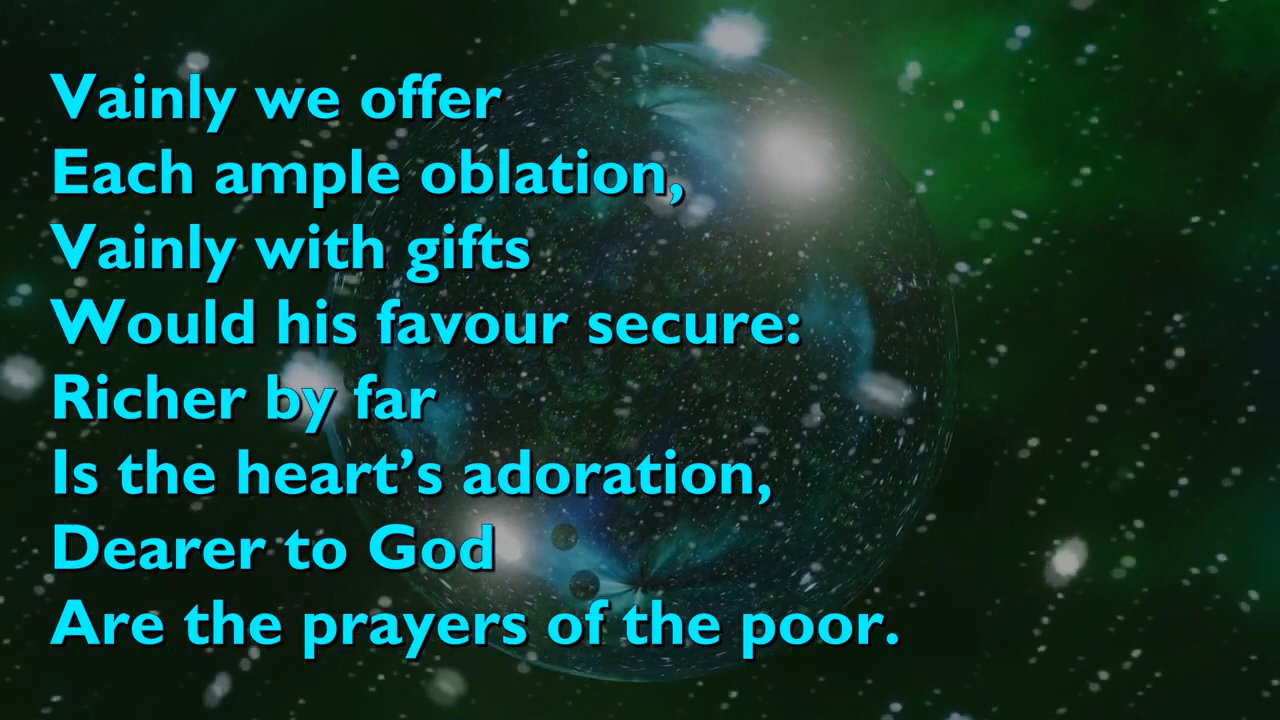 Vainly we offer
Each ample oblation,
Vainly with gifts
Would his favour secure:
Richer by far
Is the heart’s adoration,
Dearer to God
Are the prayers of the poor.